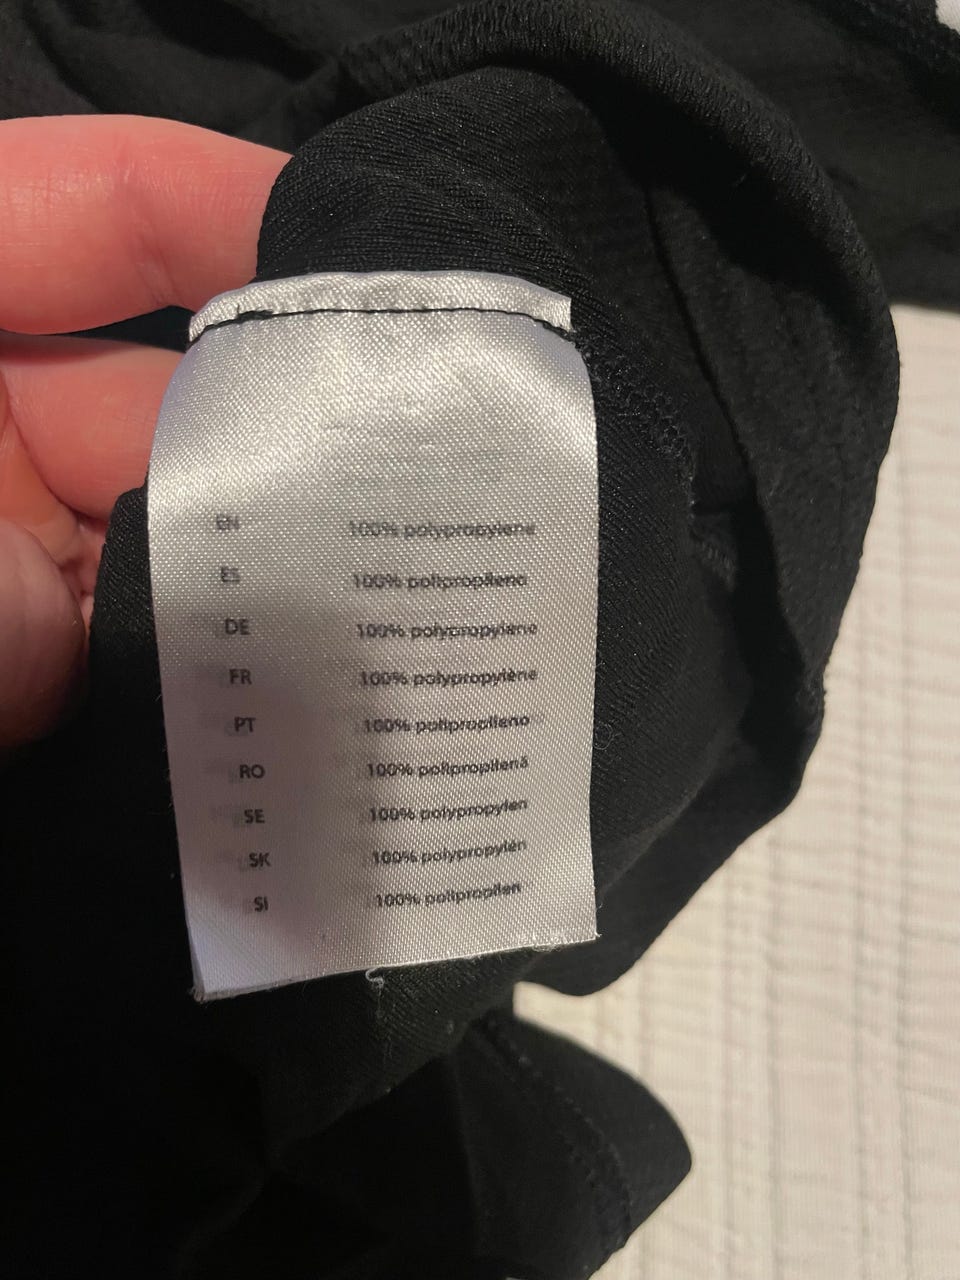 EN 100% polypropylene
ES 100% polipropileno
DE 100% polypropylene
FR 100% polypropylène
PT 100% polipropileno
RO 100% polipropilenă
SE 100% polypropylen
SK 100% polypropylén
SI 100% polipropilen